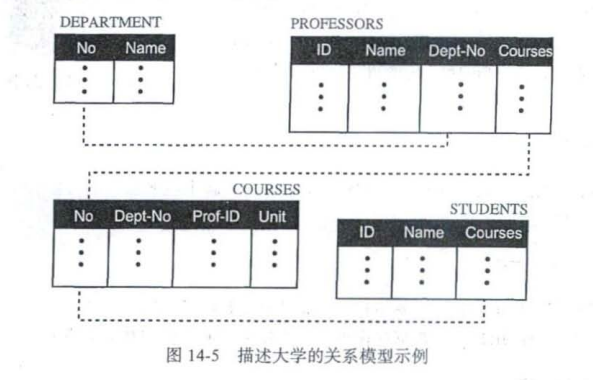 DEPARTMENT
No Name
PROFESSORS
ID Name Dept-No Courses
COURSES
No Dept-No Prof-ID Unit
STUDENTS
ID Name Courses
图 14-5 描述大学的关系模型示例